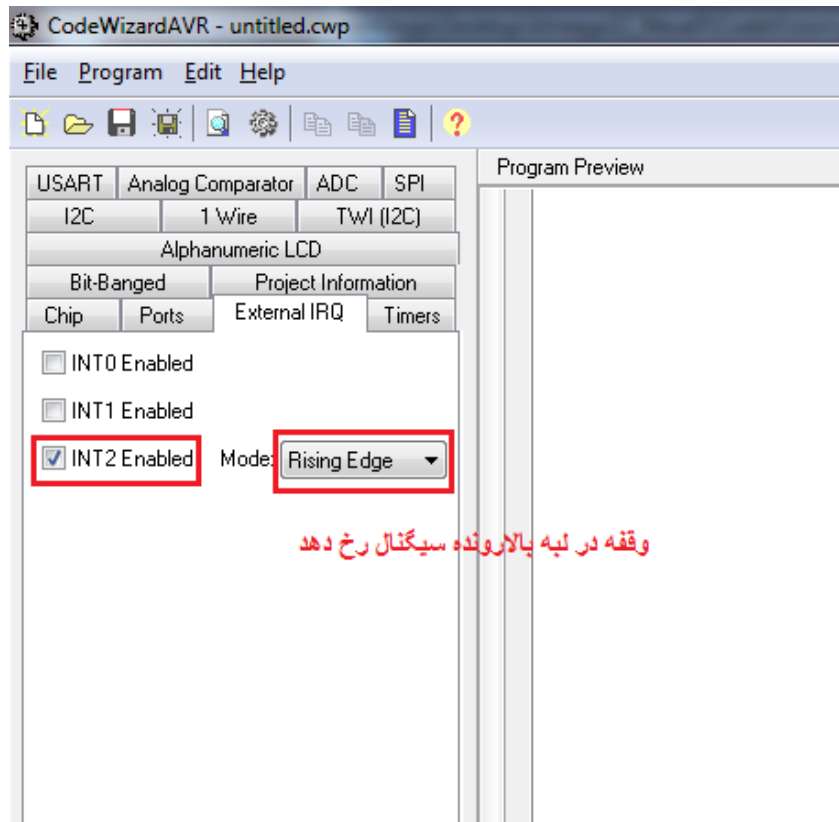 CodeWizardAVR - untitled.cwp
File Program Edit Help
Program Preview
USART Analog Comparator ADC SPI
I2C 1 Wire TWI (I2C)
Alphanumeric LCD
Bit-Banged Project Information
Chip Ports External IRQ Timers
INT0 Enabled
INT1 Enabled
INT2 Enabled Mode: Rising Edge
وقفه در لبه بالارونده سیگنال رخ دهد